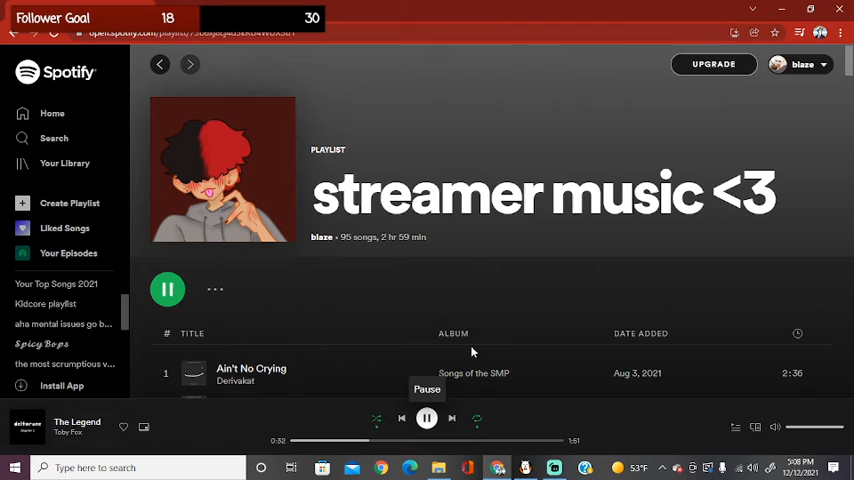 Follower Goal 18 30
Spotify
UPGRADE
blaze
Home
Search
Your Library
Create Playlist
Liked Songs
Your Episodes
Your Top Songs 2021
Kidcore playlist
aha mental issues go b...
Spicy Bops
the most scrumptious v...
Install App
PLAYLIST
streamer music <3
blaze • 95 songs, 2 hr 59 min
# TITLE ALBUM DATE ADDED
1 Ain't No Crying Songs of the SMP Aug 3, 2021 2:36
Derivakat
Pause
deltarune
The Legend
Toby Fox
0:32 1:51
Type here to search
53°F
5:08 PM
12/12/2021